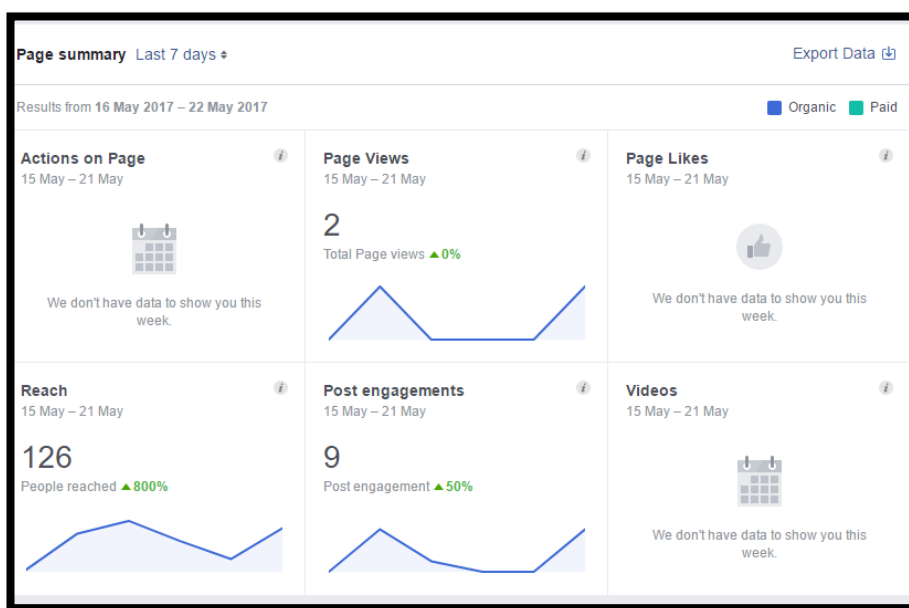 Page summary Last 7 days
Export Data
Results from 16 May 2017 – 22 May 2017
Organic Paid
Actions on Page
15 May – 21 May
We don't have data to show you this
week.
Page Views
15 May – 21 May
2
Total Page views ▲0%
Page Likes
15 May – 21 May
We don't have data to show you this
week.
Reach
15 May – 21 May
126
People reached ▲800%
Post engagements
15 May – 21 May
9
Post engagement ▲50%
Videos
15 May – 21 May
We don't have data to show you this
week.